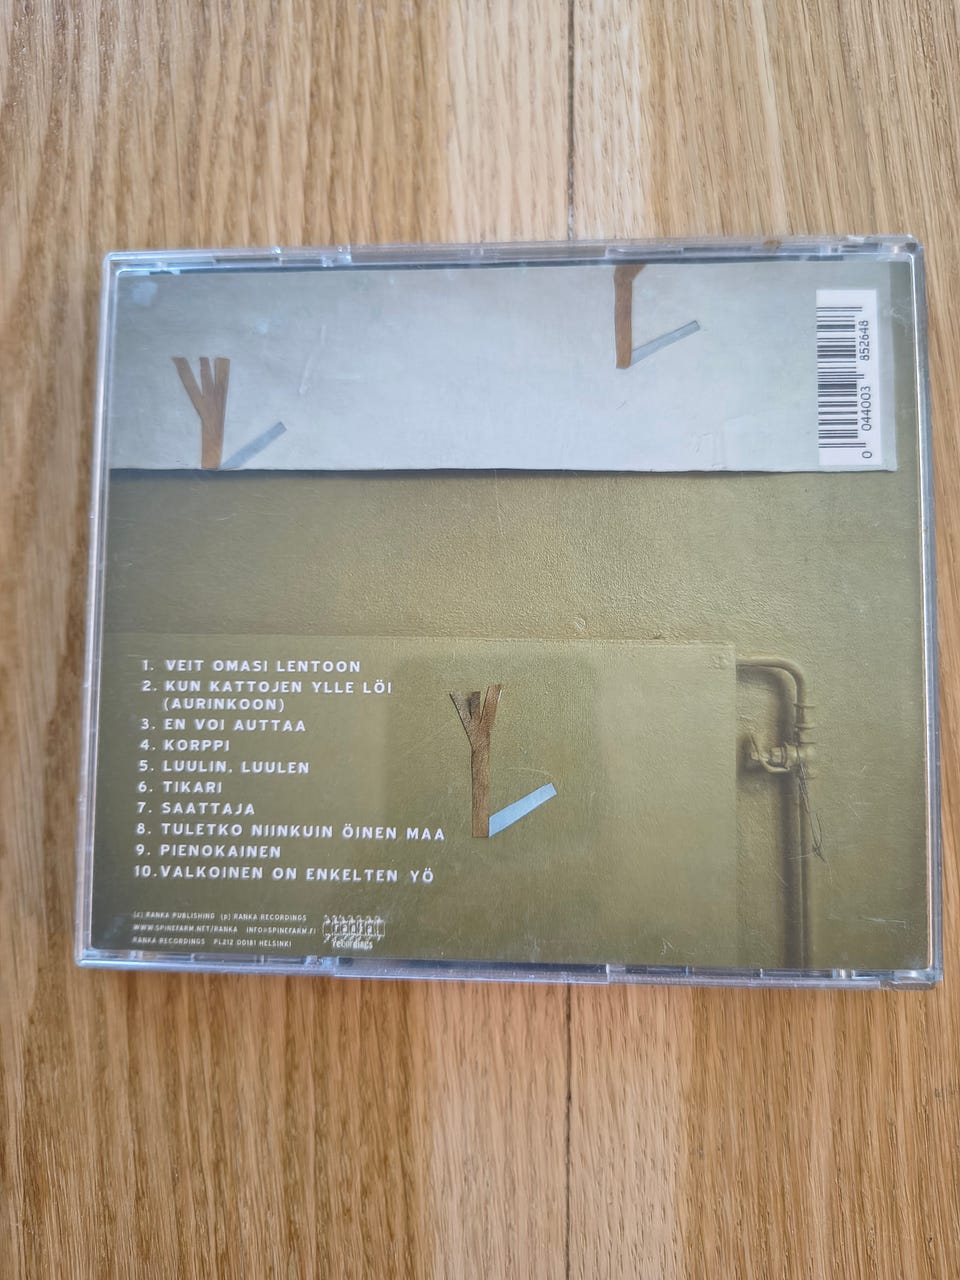 0 044003 852648
1. VEIT OMASI LENTOON
2. KUN KATTOJEN YLLE LÖI
(AURINKOON)
3. EN VOI AUTTAA
4. KORPPI
5. LUULIN, LUULEN
6. TIKARI
7. SAATTAJA
8. TULETKO NIINKUIN ÖINEN MAA
9. PIENOKAINEN
10. VALKOINEN ON ENKELTEN YÖ
(c) RANKA PUBLISHING (p) RANKA RECORDINGS
WWW.SPINEFARM.NET/RANKA INFO@SPINEFARM.FI
RANKA RECORDINGS PL212 00181 HELSINKI
ranka
recordings